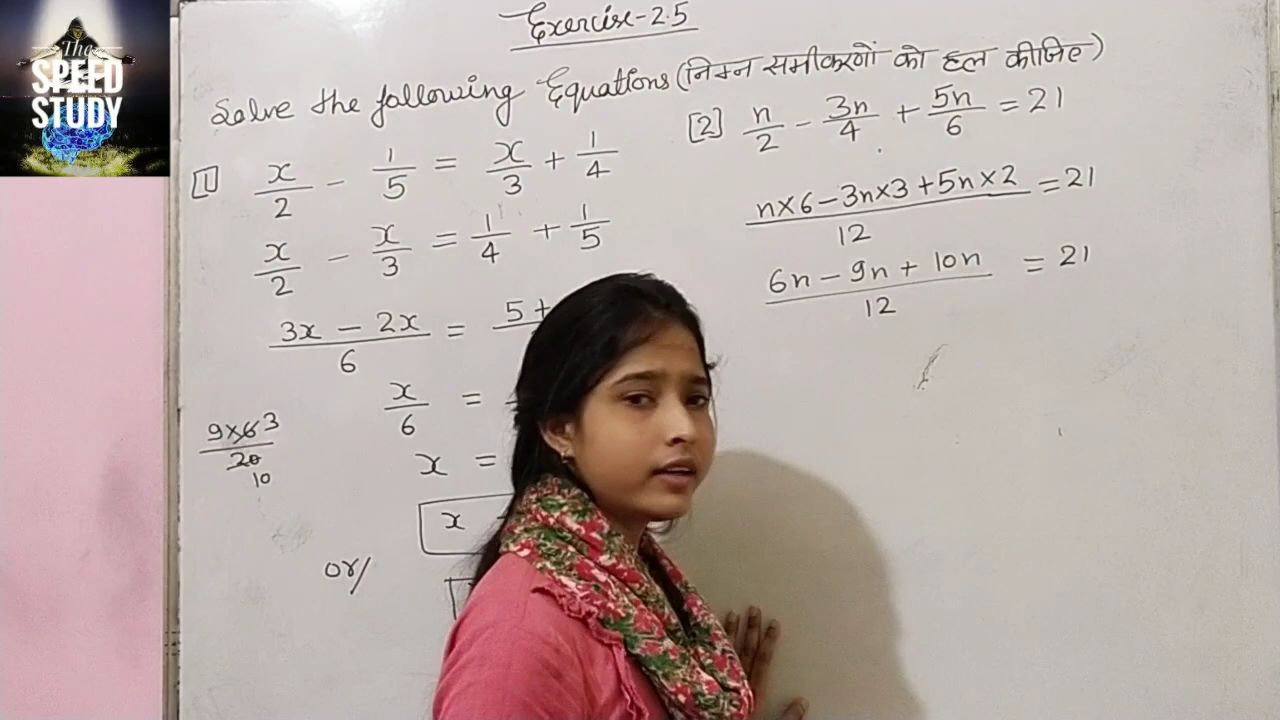 The
SPEED
STUDY
Exercise-2.5
Solve the following Equations (निम्न समीकरणों को हल कीजिए)
[1] x/2 - 1/5 = x/3 + 1/4
x/2 - x/3 = 1/4 + 1/5
3x - 2x/6 = 5+
x/6 =
9×6 3/20 10
x =
x
or/
[2] n/2 - 3n/4 + 5n/6 = 21
n×6-3n×3+5n×2/12 = 21
6n-9n+10n/12 = 21